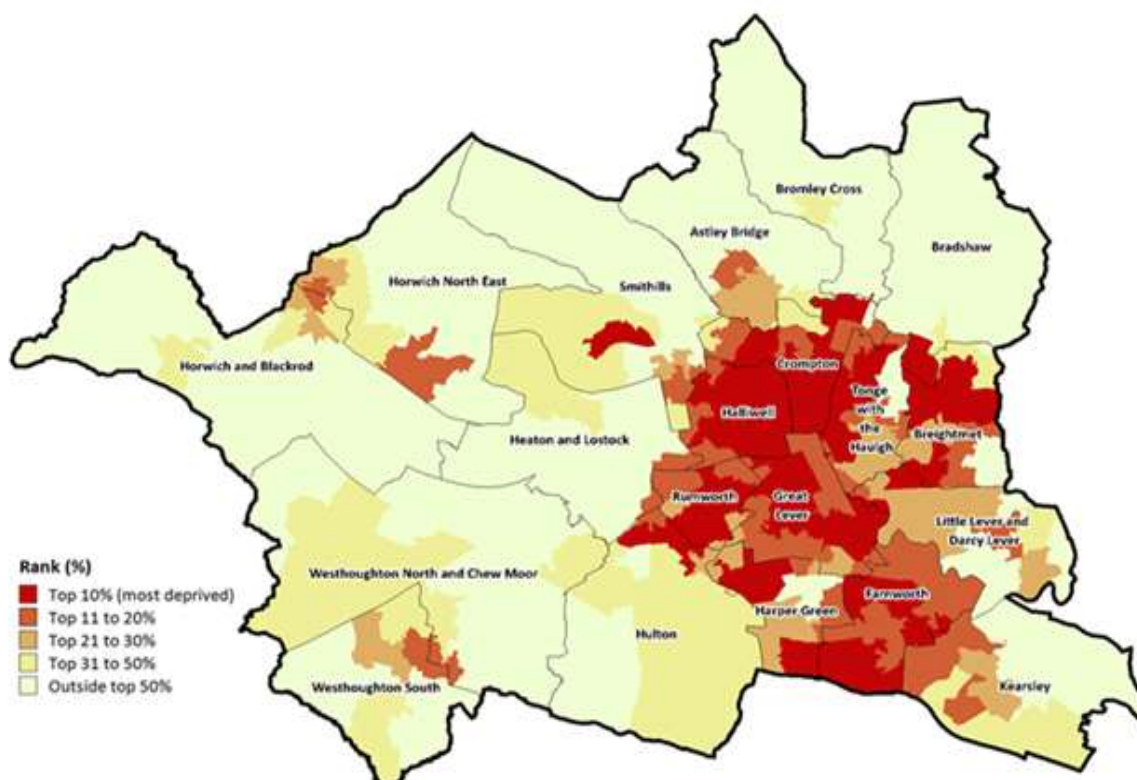 Bromley Cross
Astley Bridge
Bradshaw
Horwich North East
Smithills
Horwich and Blackrod
Crompton
Halliwell
Tonge
with
the
Haulgh
Heaton and Lostock
Breightmet
Rumworth
Great
Lever
Little Lever and
Darcy Lever
Westhoughton North and Chew Moor
Farnworth
Harper Green
Hulton
Westhoughton South
Kearsley
Rank (%)
Top 10% (most deprived)
Top 11 to 20%
Top 21 to 30%
Top 31 to 50%
Outside top 50%